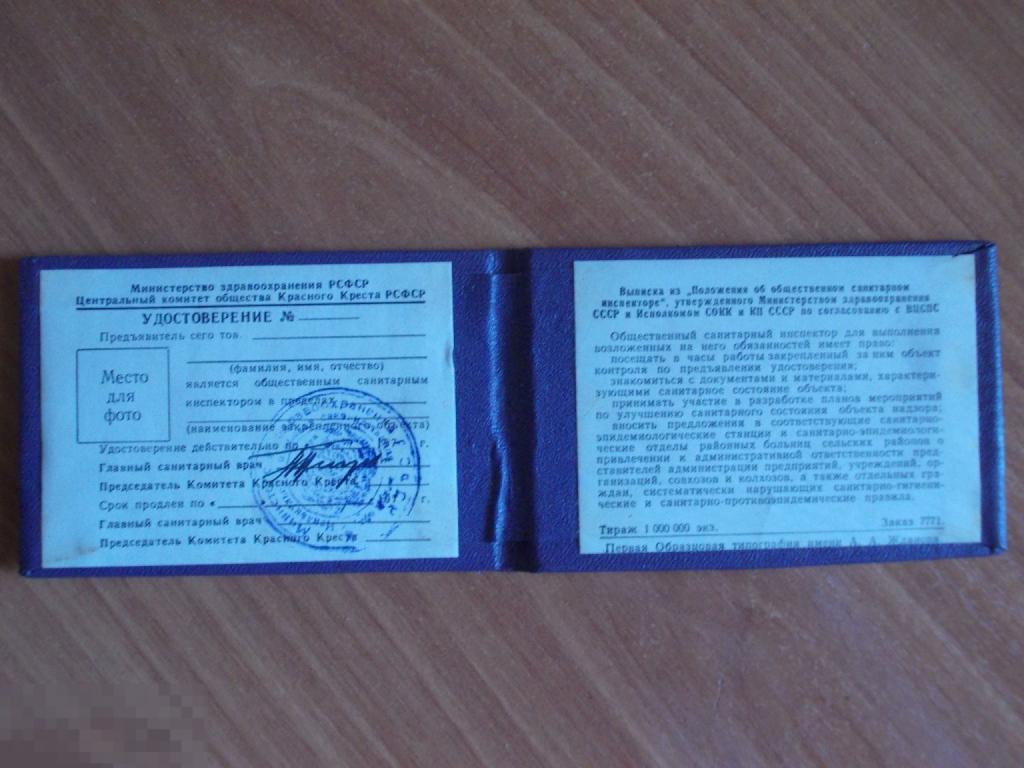 Министерство здравоохранения РСФСР
Центральный комитет общества Красного Креста РСФСР
УДОСТОВЕРЕНИЕ №
Предъявитель сего тов.
(фамилия, имя, отчество)
Место
для
фото
является общественным санитарным
инспектором в пределах
(наименование закрепленного объекта)
Удостоверение действительно по « 197 г.
Главный санитарный врач
Председатель Комитета Красного Креста
Срок продлен по « г.
Главный санитарный врач
Председатель Комитета Красного Креста
Выписка из „Положения об общественном санитарном
инспекторе", утвержденного Министерством здравоохранения
СССР и Исполкомом СОКК и КП СССР по согласованию с ВЦСПС
Общественный санитарный инспектор для выполнения
возложенных на него обязанностей имеет право:
посещать в часы работы закрепленный за ним объект
контроля по предъявлении удостоверения;
знакомиться с документами и материалами, характери-
зующими санитарное состояние объекта;
принимать участие в разработке планов мероприятий
по улучшению санитарного состояния объекта надзора;
вносить предложения в соответствующие санитарно-
эпидемиологические станции и санитарно-эпидемиологи-
ческие отделы районных больниц сельских районов о
привлечении к административной ответственности пред-
ставителей администрации предприятий, учреждений, ор-
ганизаций, совхозов и колхозов, а также отдельных гра-
ждан, систематически нарушающих санитарно-гигиени-
ческие и санитарно-противоэпидемические правила.
Тираж 1 000 000 экз. Заказ 7771.
Первая Образцовая типография имени А. А. Жданова